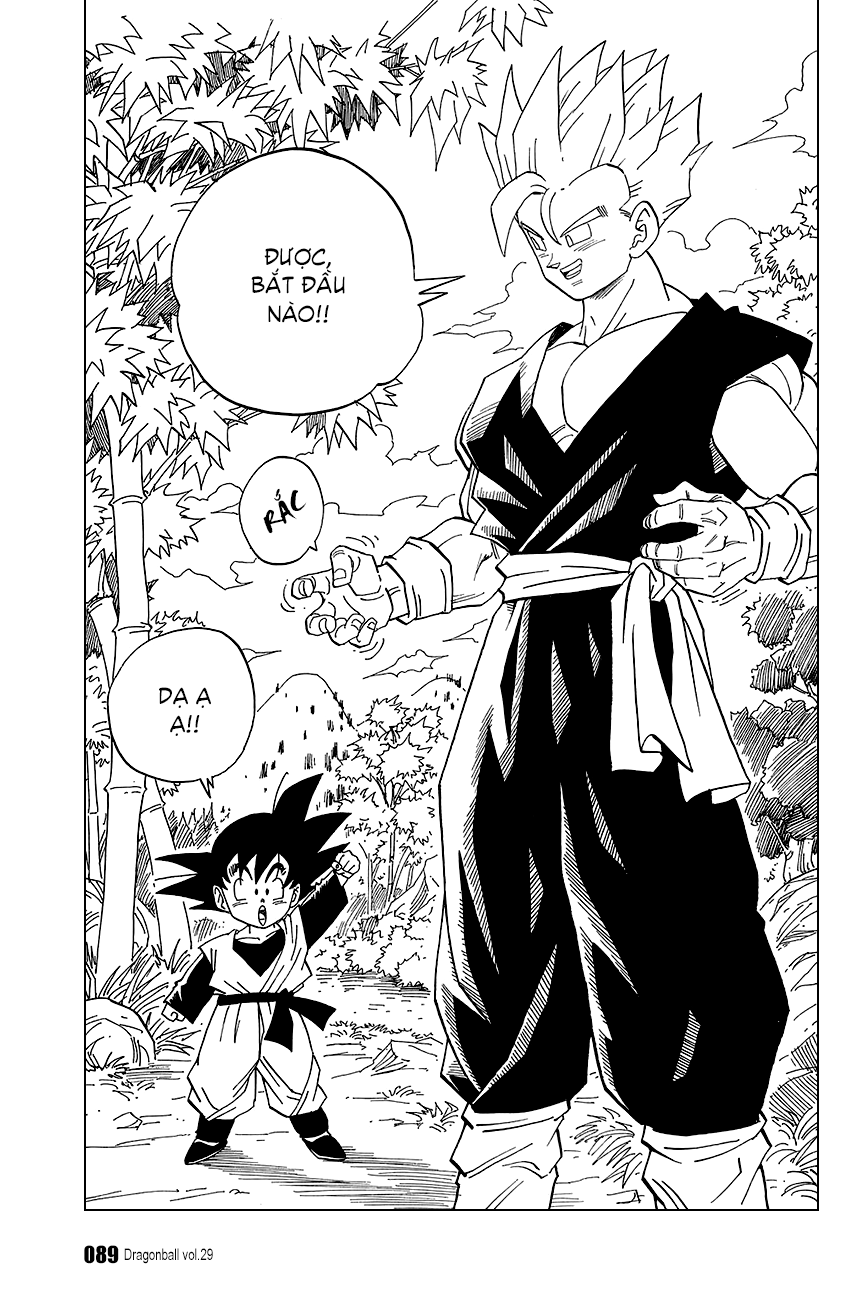 ĐƯỢC,
BẮT ĐẦU
NÀO!!
RẮC
DẠ Ạ
Ạ!!
089 Dragonball vol.29